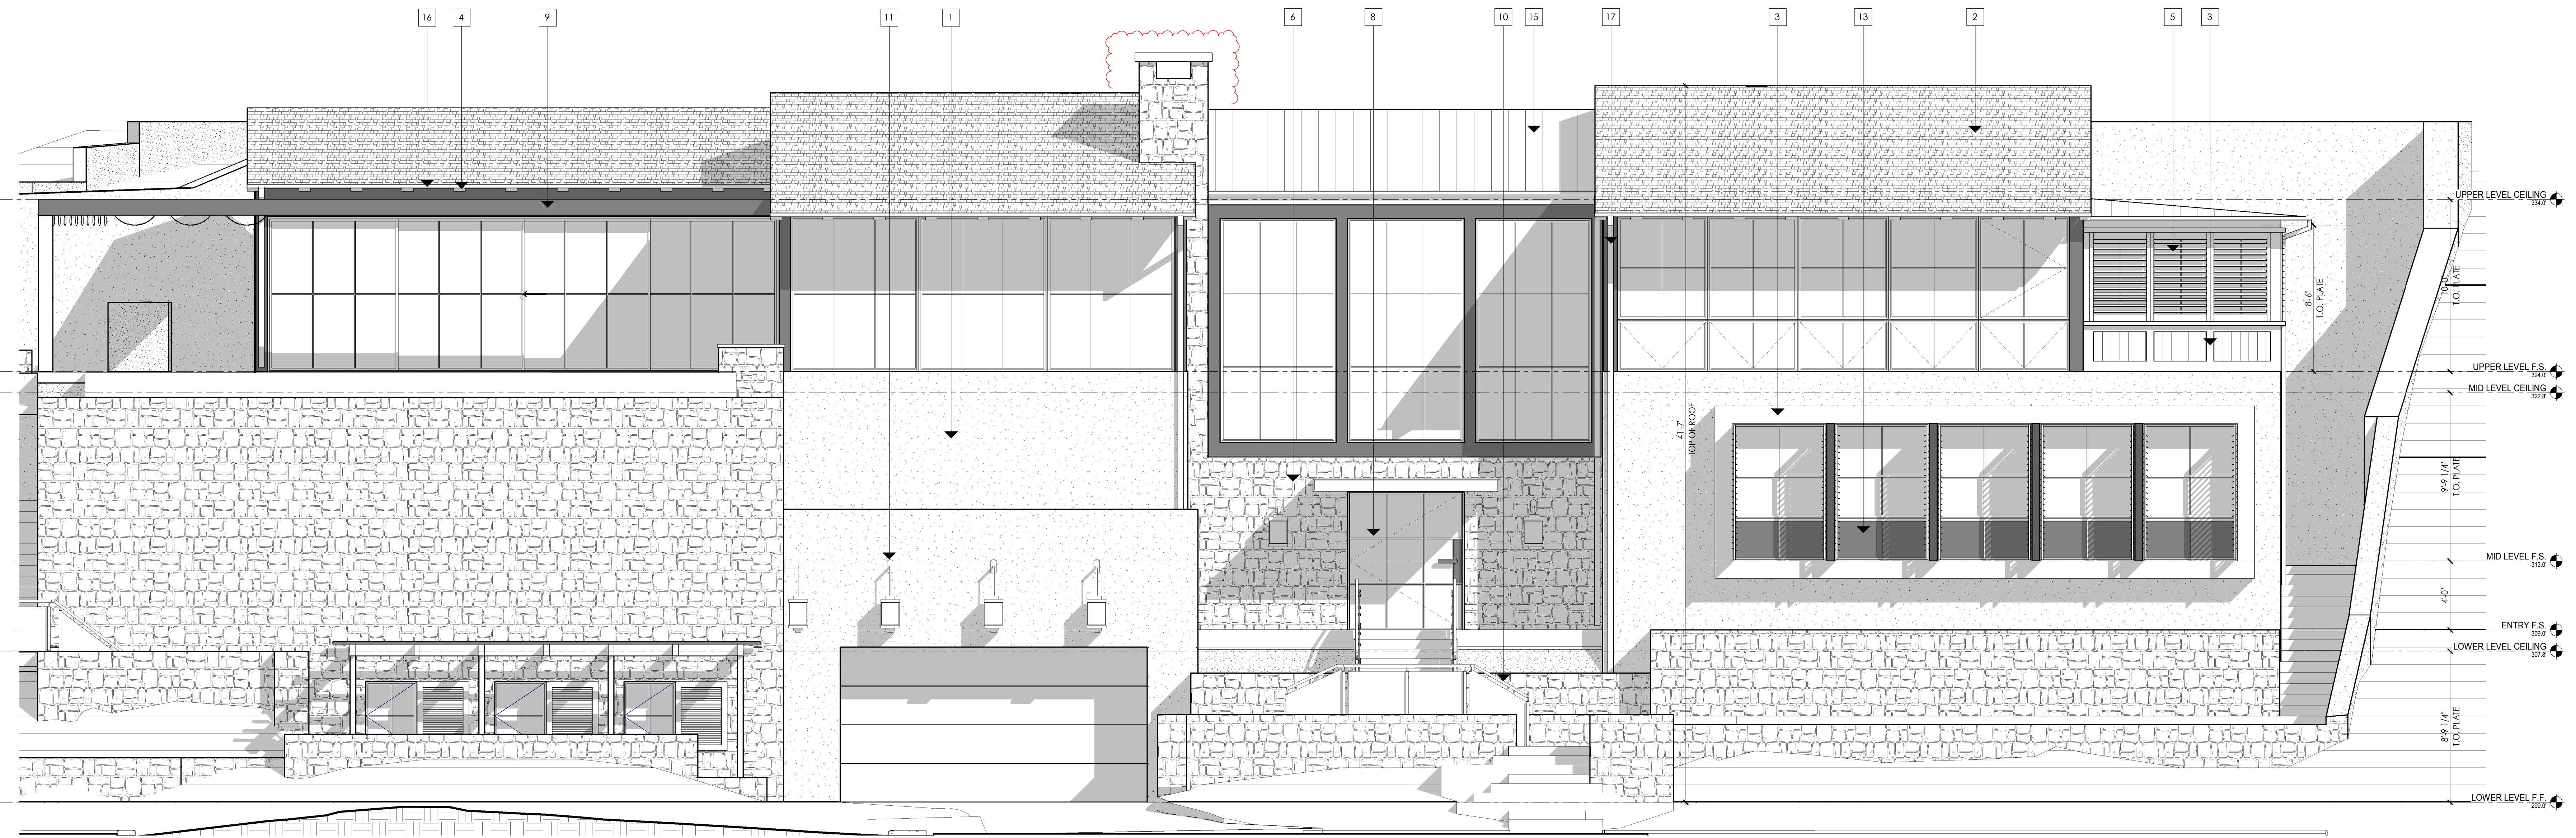 16 4 9 11 1 6 8 10 15 17 3 13 2 5 3
UPPER LEVEL CEILING
334.0'
10'-0"
T.O. PLATE
8'-6"
T.O. PLATE
UPPER LEVEL F.S.
324.0'
MID LEVEL CEILING
322.8'
41'-7"
TOP OF ROOF
9'-9 1/4"
T.O. PLATE
MID LEVEL F.S.
313.0'
4'-0"
ENTRY F.S.
309.0'
LOWER LEVEL CEILING
307.8'
8'-9 1/4"
T.O. PLATE
LOWER LEVEL F.F.
299.0'